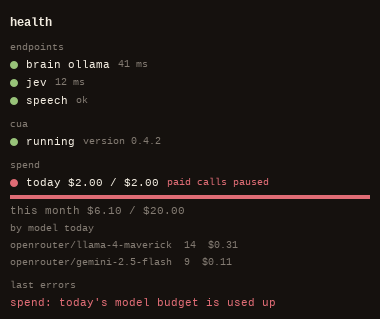 health
endpoints
brain ollama 41 ms
jev 12 ms
speech ok
cua
running version 0.4.2
spend
today $2.00 / $2.00 paid calls paused
this month $6.10 / $20.00
by model today
openrouter/llama-4-maverick 14 $0.31
openrouter/gemini-2.5-flash 9 $0.11
last errors
spend: today's model budget is used up